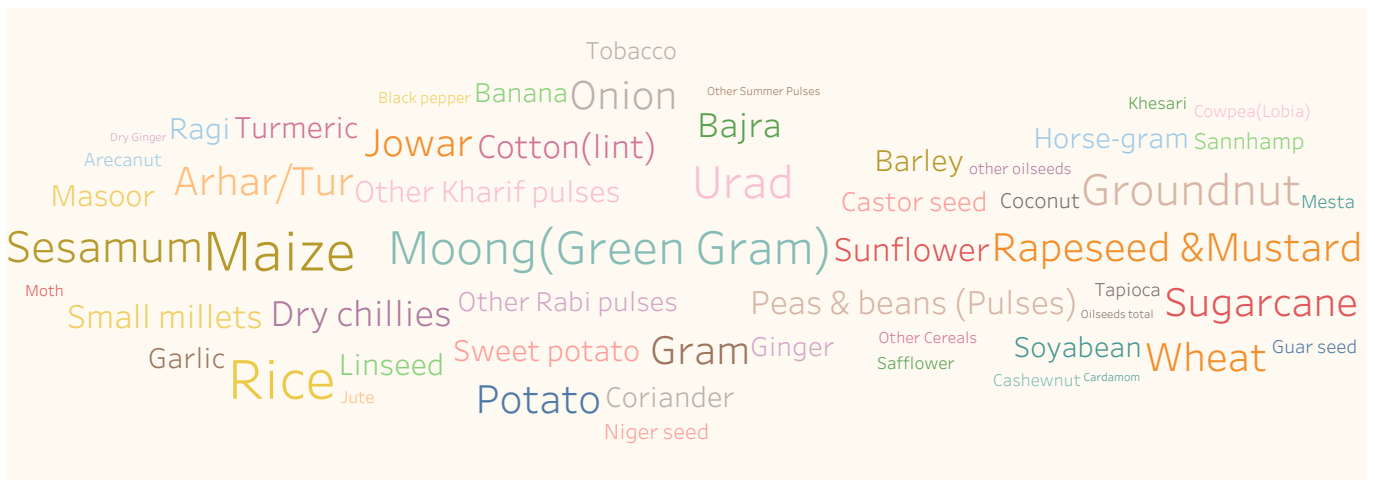 Tobacco
Black pepper Banana Onion Other Summer Pulses
Khesari Cowpea(Lobia)
Dry Ginger Ragi Turmeric Jowar Cotton(lint) Bajra Horse-gram Sannhamp
Arecanut Barley other oilseeds
Masoor Arhar/Tur Other Kharif pulses Urad Castor seed Coconut Groundnut Mesta
Sesamum Maize Moong(Green Gram) Sunflower Rapeseed &Mustard
Moth Tapioca
Small millets Dry chillies Other Rabi pulses Peas & beans (Pulses) Oilseeds total Sugarcane
Garlic Linseed Sweet potato Gram Ginger Other Cereals Soyabean Wheat Guar seed
Rice Safflower
Jute Potato Coriander Cashewnut Cardamom
Niger seed